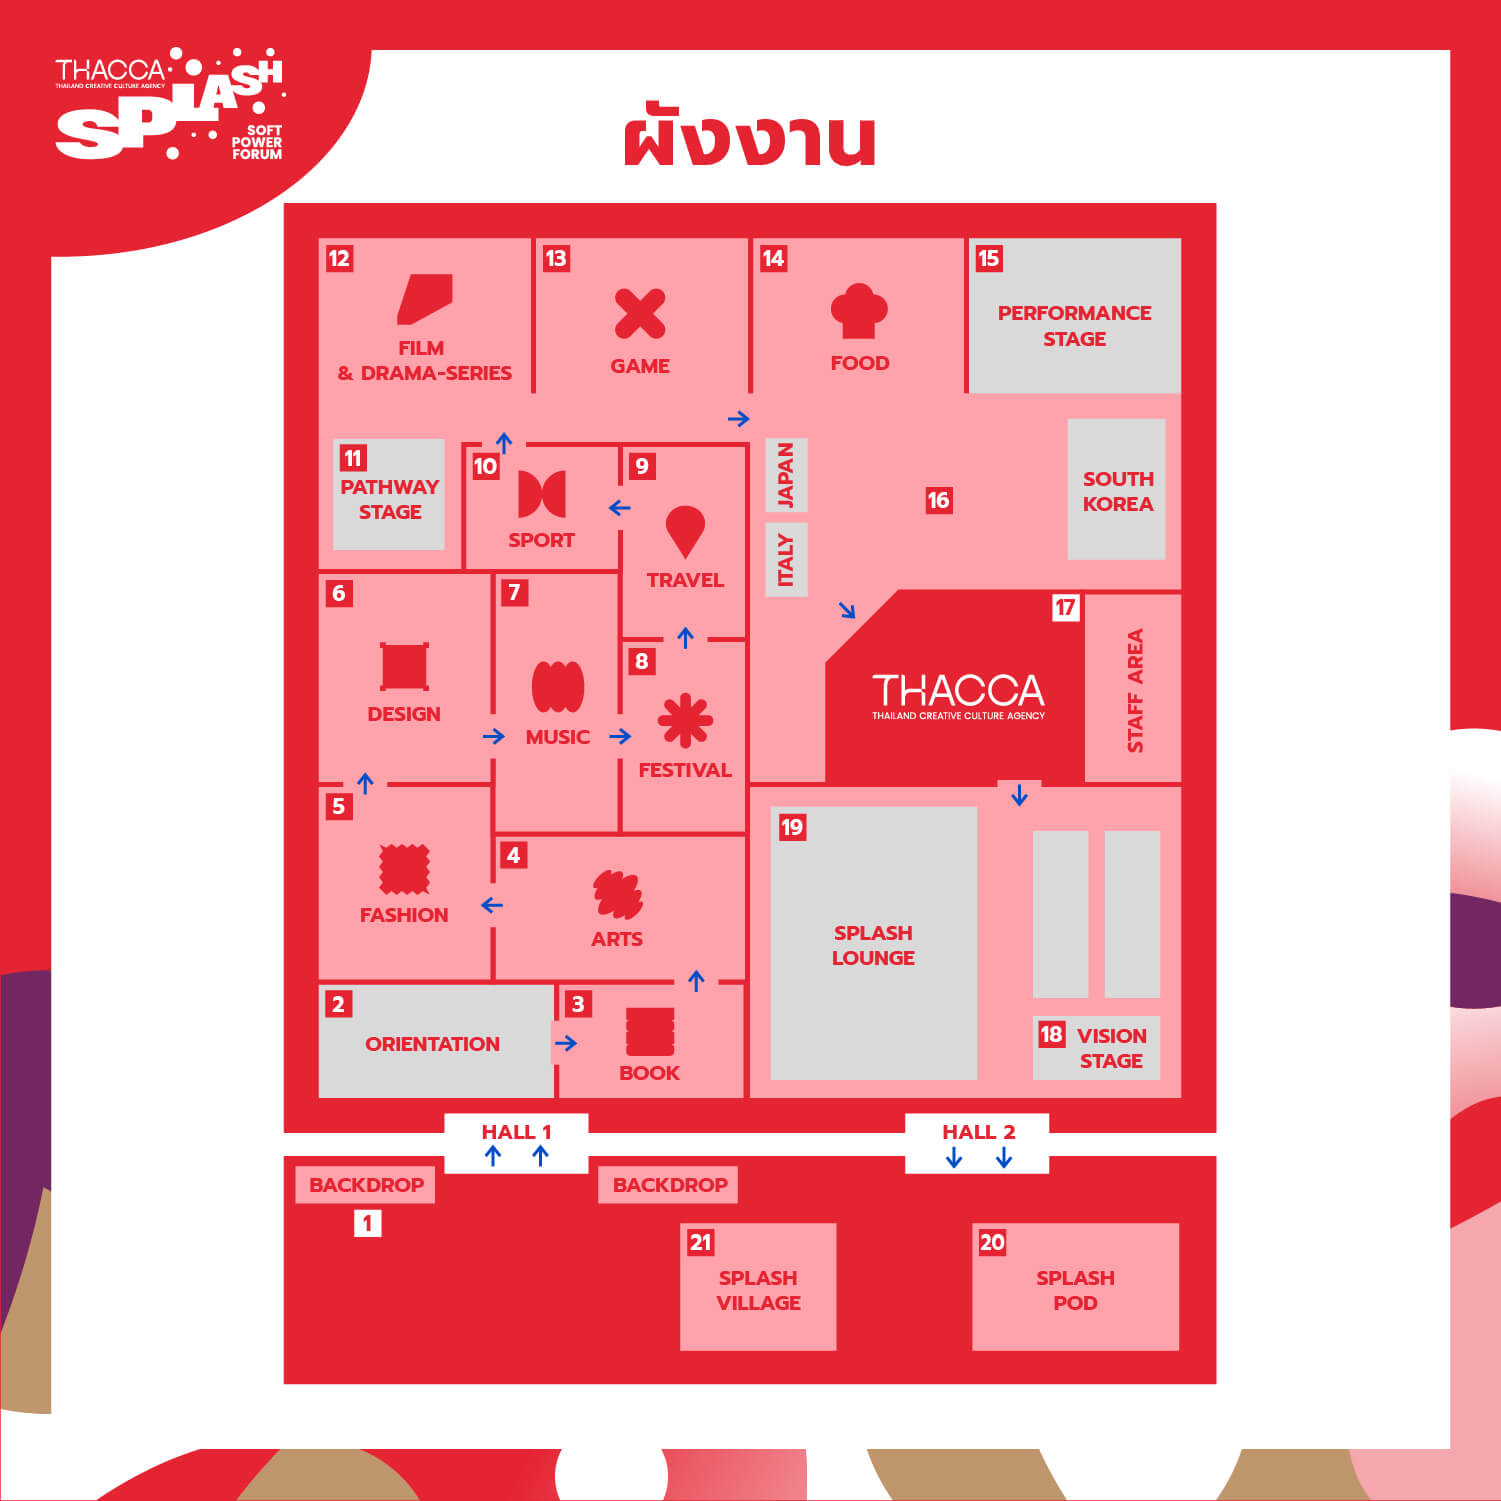 THACCA
THAILAND CREATIVE CULTURE AGENCY
SPLASH
SOFT
POWER
FORUM
ผังงาน
12
FILM
& DRAMA-SERIES
13
GAME
14
FOOD
15
PERFORMANCE
STAGE
11
PATHWAY
STAGE
10
SPORT
9
TRAVEL
JAPAN
ITALY
16
SOUTH
KOREA
6
DESIGN
7
MUSIC
8
FESTIVAL
17
THACCA
THAILAND CREATIVE CULTURE AGENCY
STAFF AREA
5
FASHION
4
ARTS
19
SPLASH
LOUNGE
2
ORIENTATION
3
BOOK
18 VISION
STAGE
HALL 1
HALL 2
BACKDROP
1
BACKDROP
21
SPLASH
VILLAGE
20
SPLASH
POD